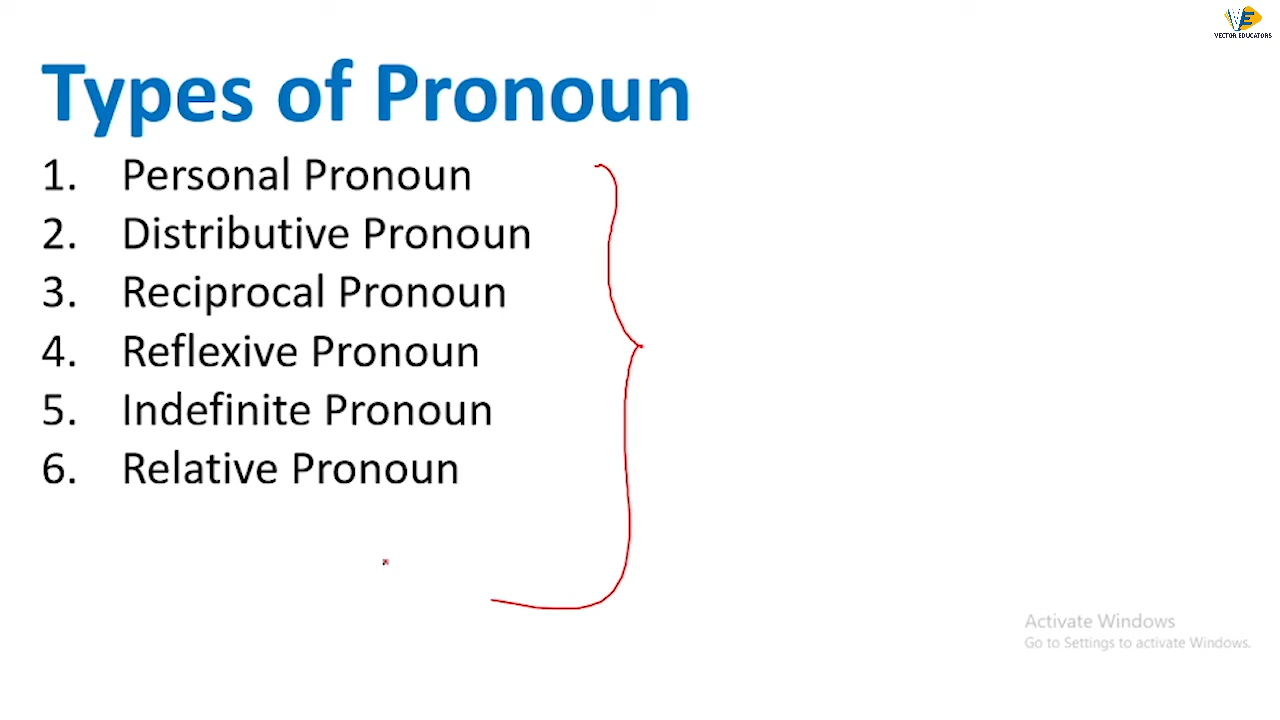 VE
VECTOR EDUCATORS
Types of Pronoun
1. Personal Pronoun
2. Distributive Pronoun
3. Reciprocal Pronoun
4. Reflexive Pronoun
5. Indefinite Pronoun
6. Relative Pronoun
Activate Windows
Go to Settings to activate Windows.